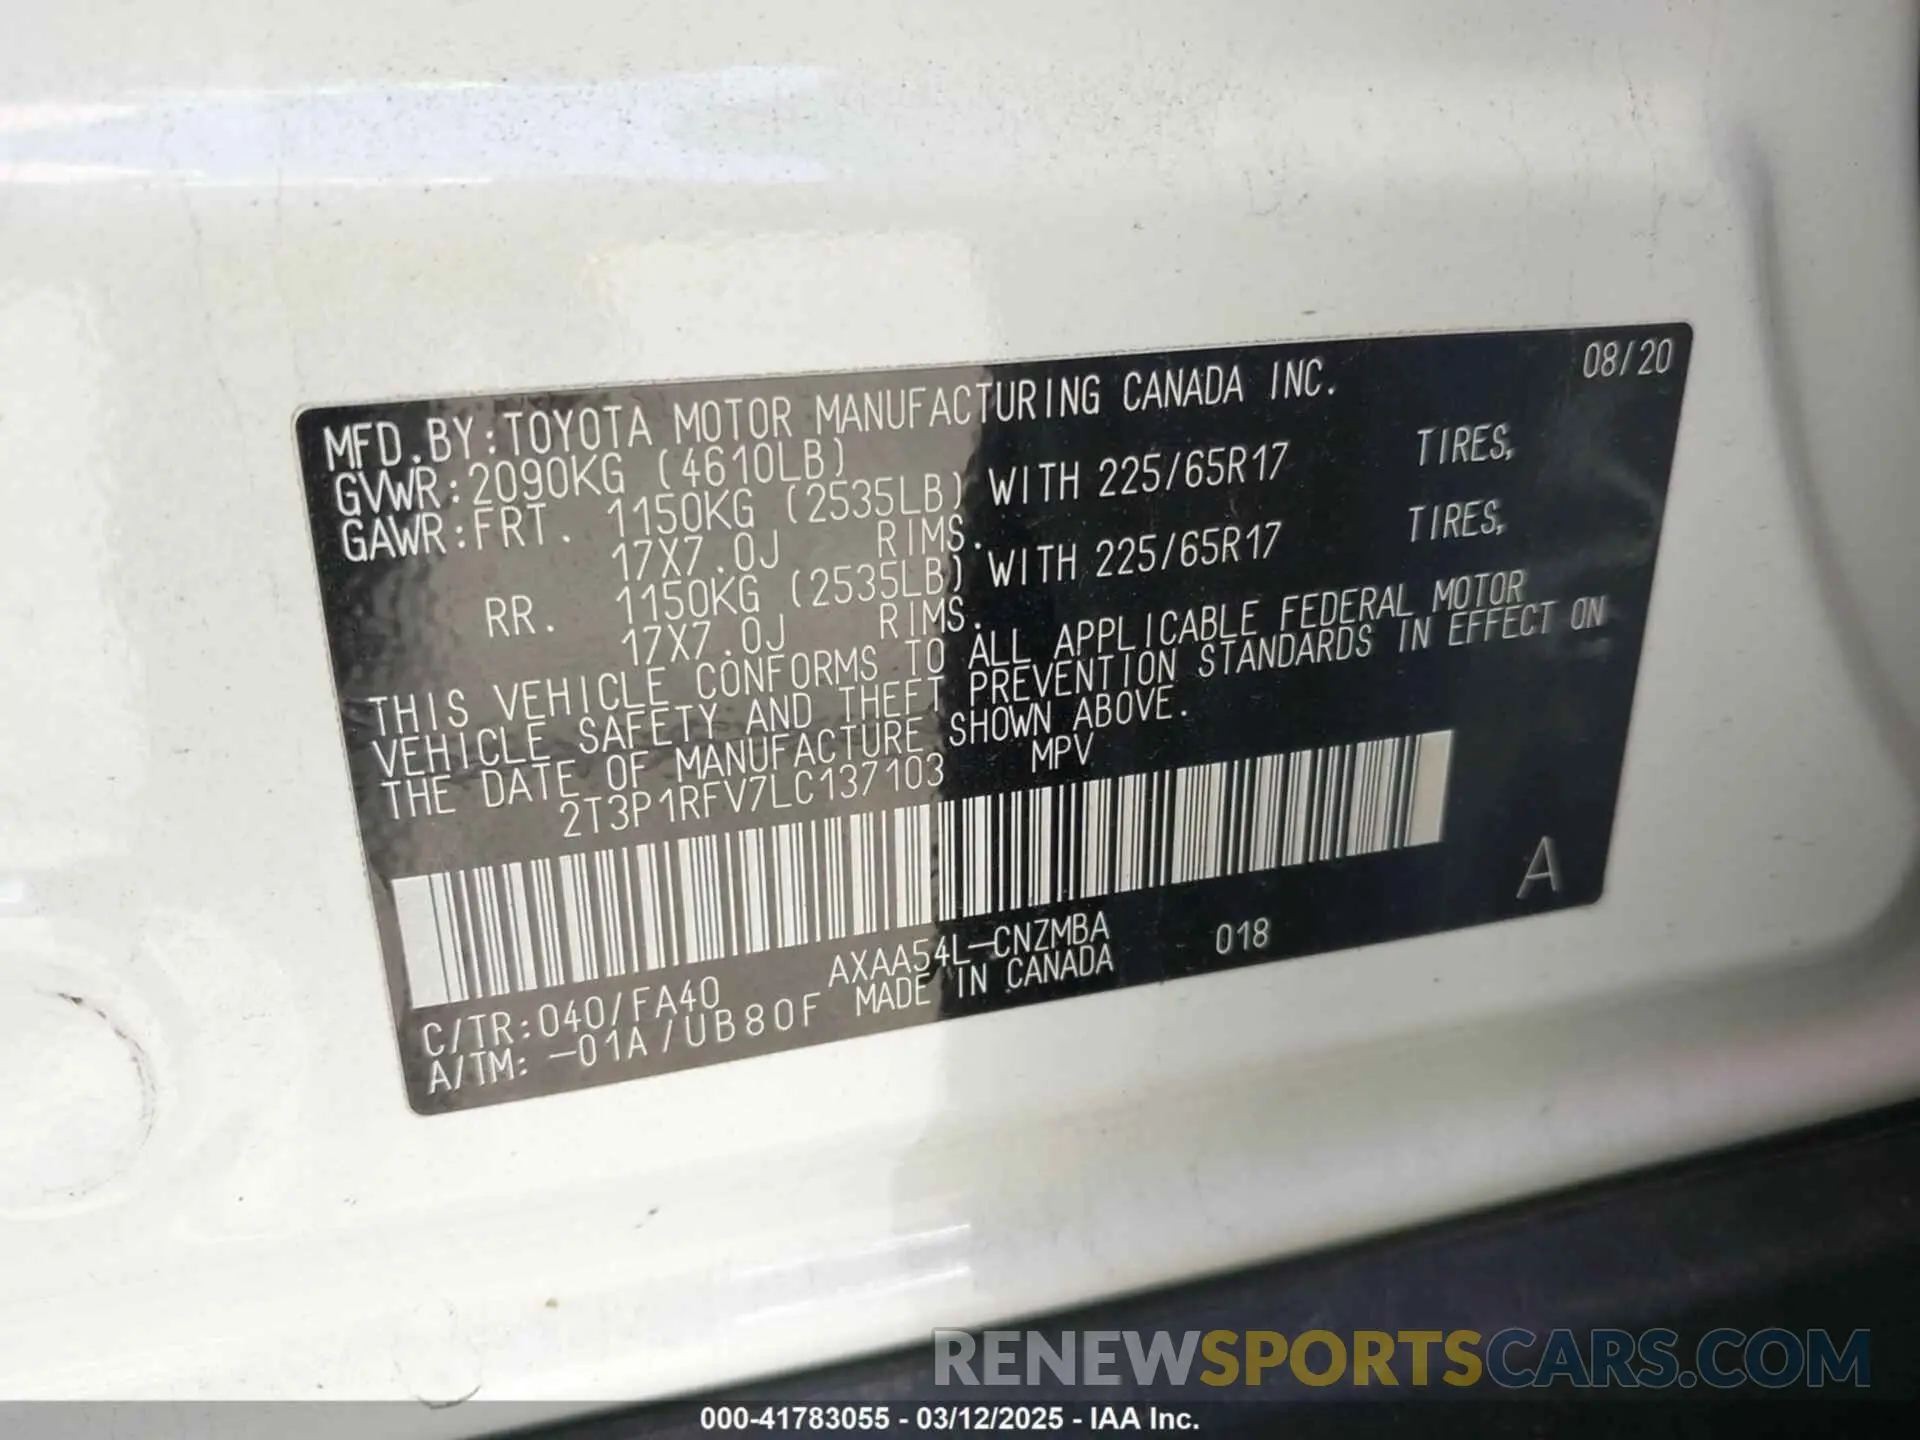 08/20
MFD.BY:TOYOTA MOTOR MANUFACTURING CANADA INC.
GVWR:2090KG (4610LB)
GAWR:FRT. 1150KG (2535LB) WITH 225/65R17 TIRES,
17X7.0J RIMS.
RR. 1150KG (2535LB) WITH 225/65R17 TIRES,
17X7.0J RIMS.
THIS VEHICLE CONFORMS TO ALL APPLICABLE FEDERAL MOTOR
VEHICLE SAFETY AND THEFT PREVENTION STANDARDS IN EFFECT ON
THE DATE OF MANUFACTURE SHOWN ABOVE.
2T3P1RFV7LC137103 MPV
A
C/TR:040/FA40 AXAA54L-CNZMBA 018
A/TM:-01A/UB80F MADE IN CANADA
RENEWSPORTSCARS.COM
000-41783055 - 03/12/2025 - IAA Inc.